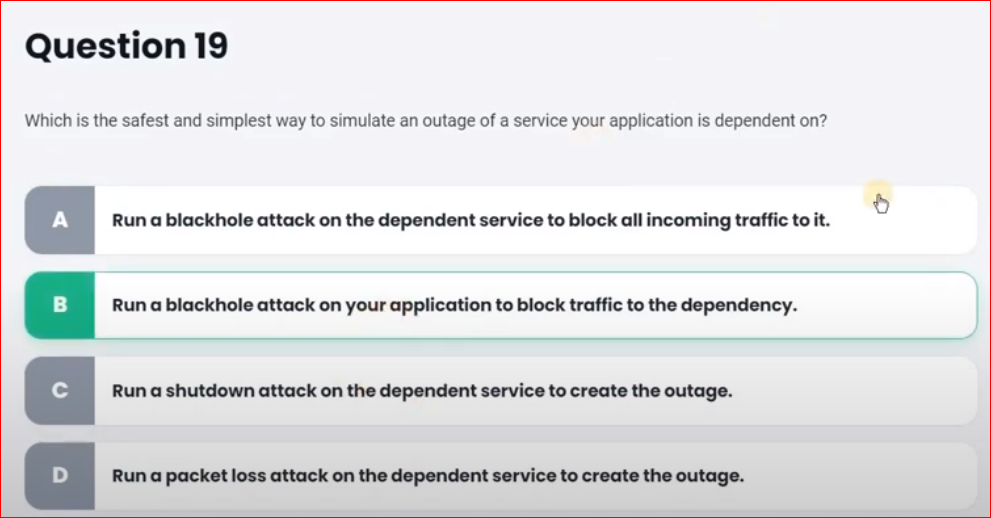 Question 19
Which is the safest and simplest way to simulate an outage of a service your application is dependent on?
A
Run a blackhole attack on the dependent service to block all incoming traffic to it.
B
Run a blackhole attack on your application to block traffic to the dependency.
C
Run a shutdown attack on the dependent service to create the outage.
D
Run a packet loss attack on the dependent service to create the outage.